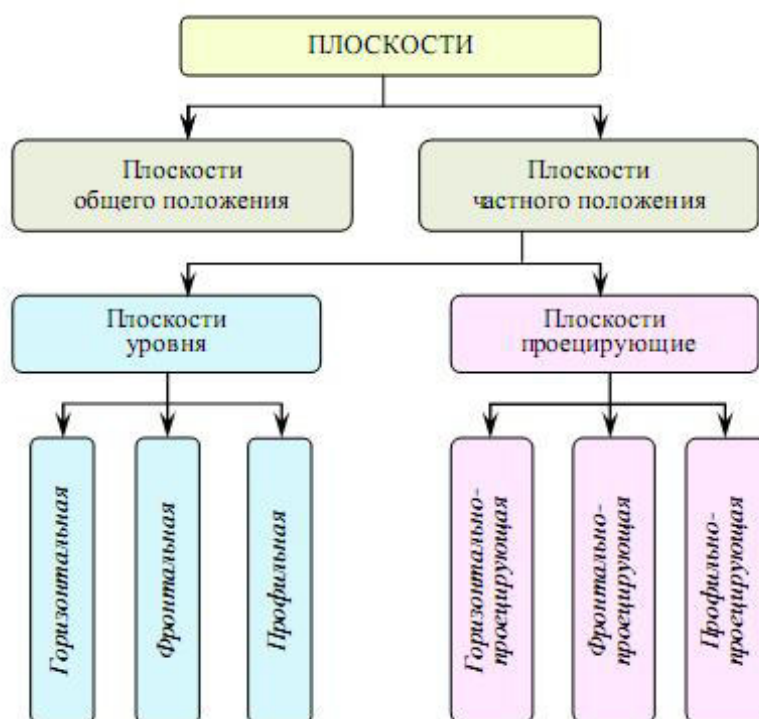 ПЛОСКОСТИ
Плоскости
общего положения
Плоскости
частного положения
Плоскости
уровня
Плоскости
проецирующие
Горизонтальная
Фронтальная
Профильная
Горизонтально-
проецирующая
Фронтально-
проецирующая
Профильно-
проецирующая